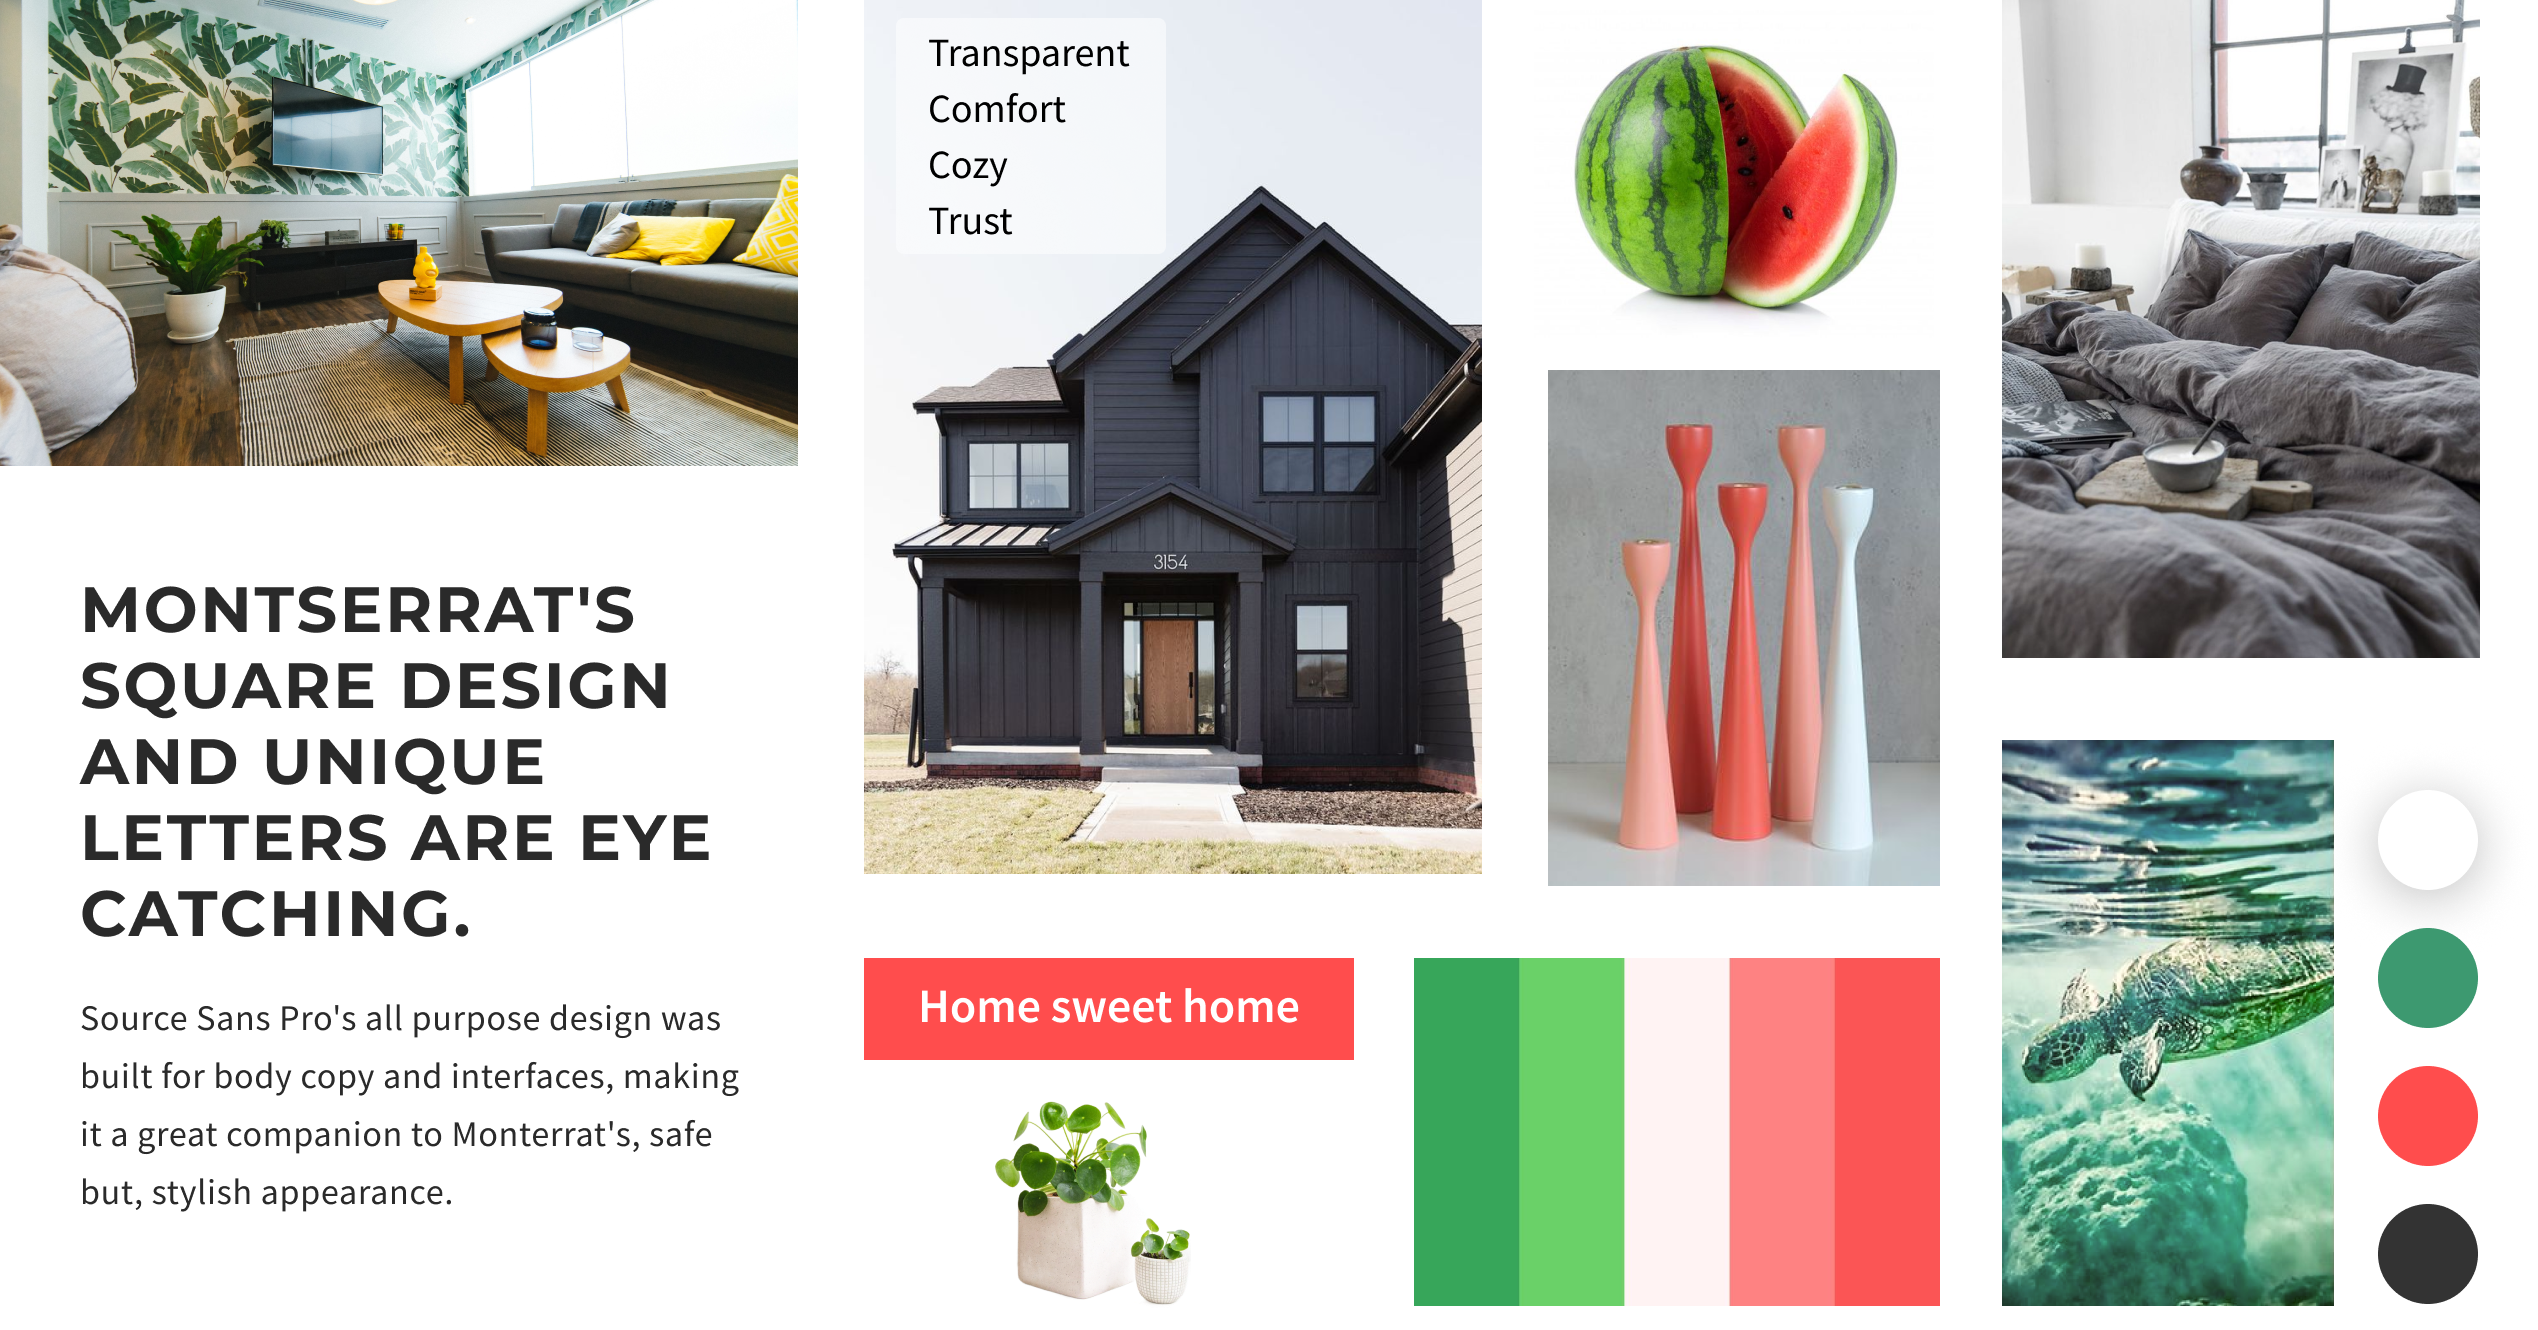 Transparent
Comfort
Cozy
Trust
3154
MONTSERRAT'S
SQUARE DESIGN
AND UNIQUE
LETTERS ARE EYE
CATCHING.
Source Sans Pro's all purpose design was
built for body copy and interfaces, making
it a great companion to Monterrat's, safe
but, stylish appearance.
Home sweet home